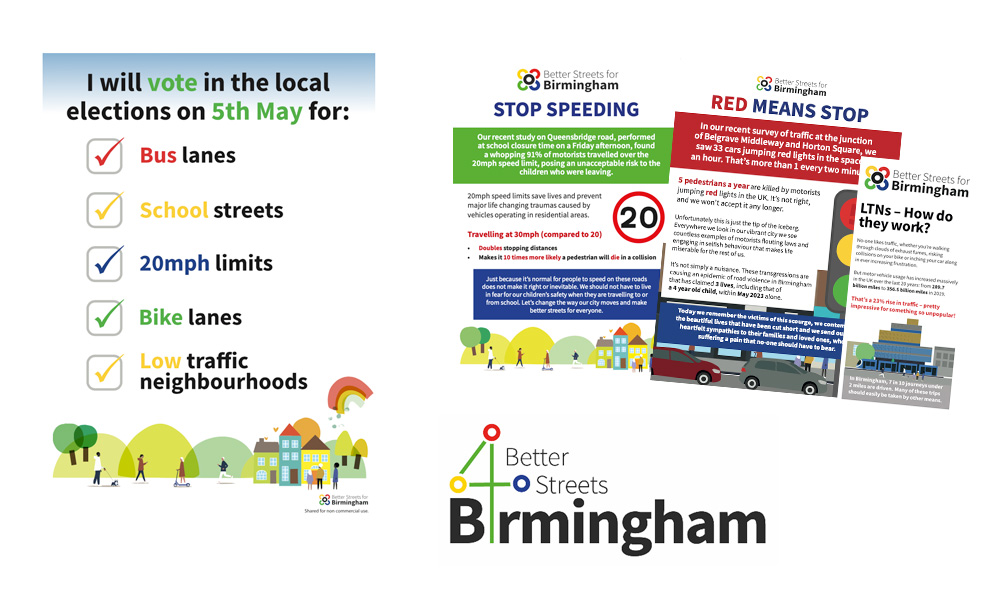 I will vote in the local
elections on 5th May for:
Bus lanes
School streets
20mph limits
Bike lanes
Low traffic
neighbourhoods
Better Streets for
Birmingham
Shared for non commercial use.
Better Streets for
Birmingham
STOP SPEEDING
Our recent study on Queensbridge road, performed
at school closure time on a Friday afternoon, found
a whopping 91% of motorists travelled over the
20mph speed limit, posing an unacceptable risk to the
children who were leaving.
20mph speed limits save lives and prevent
major life changing traumas caused by
vehicles operating in residential areas.
20
Travelling at 30mph (compared to 20)
• Doubles stopping distances
• Makes it 10 times more likely a pedestrian will die in a collision
Just because it's normal for people to speed on these roads
does not make it right or inevitable. We should not have to live
in fear for our children's safety when they are travelling to or
from school. Let's change the way our city moves and make
better streets for everyone.
Better Streets for
Birmingham
RED MEANS STOP
In our recent survey of traffic at the junction
of Belgrave Middleway and Horton Square, we
saw 33 cars jumping red lights in the space
an hour. That's more than 1 every two
5 pedestrians a year are killed by motorists
jumping red lights in the UK. It's not right,
and we won't accept it any longer.
Unfortunately this is just the tip of the iceberg.
Everywhere we look in our vibrant city we see
countless examples of motorists flouting laws and
engaging in selfish behaviour that makes life
miserable for the rest of us.
It's not simply a nuisance. These transgressions are
causing an epidemic of road violence in Birmingham
that has claimed 3 lives, including that of
a 4 year old child, within May 2021 alone.
Today we remember the victims of this scourge, we
the beautiful lives that have been cut short and we send
heartfelt sympathies to their families and loved ones,
suffering a pain that no-one should have to bear.
Better Streets for
Birmingham
LTNs – How do
they work?
No-one likes traffic, whether you're walking
through clouds of exhaust fumes, risking
collisions on your bike or inching your car along
in ever increasing frustration.
But motor vehicle usage has increased massively
in the UK over the last 20 years: from
billion miles to 356.5 billion miles in 2019.
That's a 23% rise in traffic – pretty
impressive for something so unpopular!
In Birmingham, 7 in 10 journeys under
2 miles are driven. Many of these trips
should easily be taken by other means.
4 Better
Streets
Birmingham